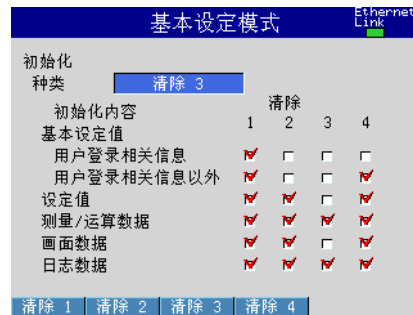 基本设定模式
Ethernet
Link
初始化
种类 清除 3
初始化内容 清除
1 2 3 4
基本设定值
用户登录相关信息
用户登录相关信息以外
设定值
测量/运算数据
画面数据
日志数据
清除 1 清除 2 清除 3 清除 4